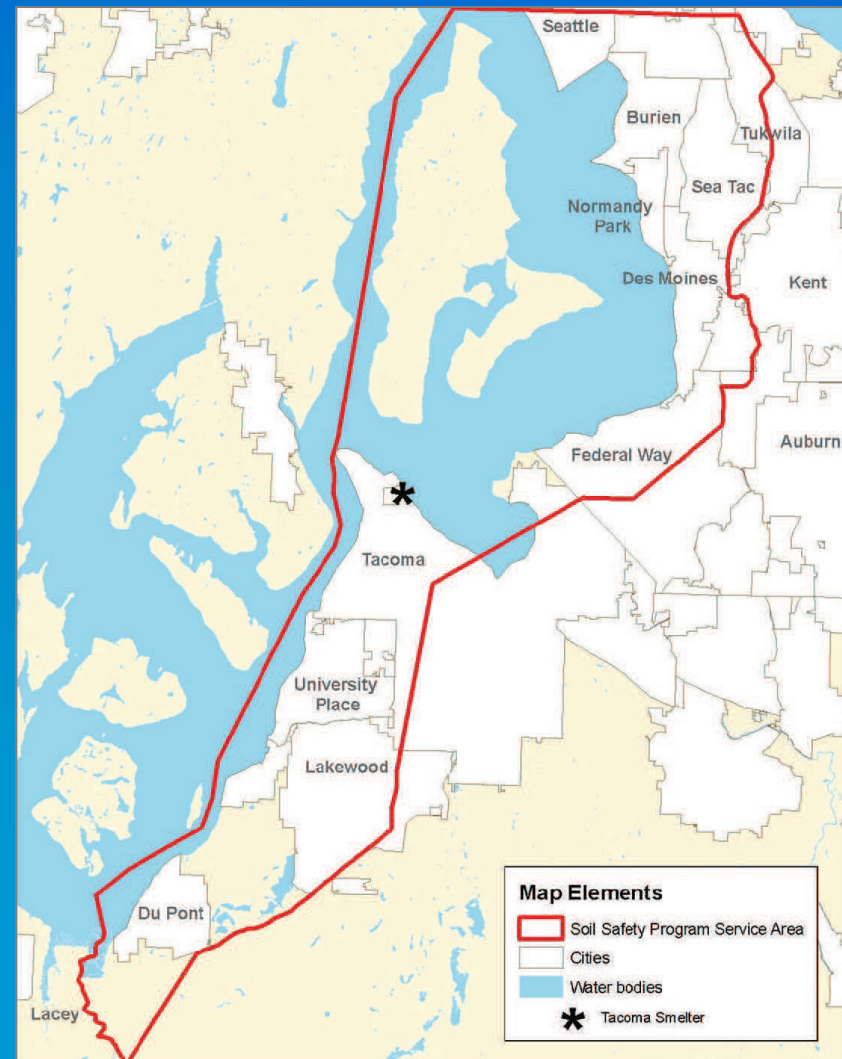 Seattle
Burien
Tukwila
Sea Tac
Normandy
Park
Des Moines
Kent
Federal Way
Auburn
Tacoma
University
Place
Lakewood
Du Pont
Lacey
Map Elements
Soil Safety Program Service Area
Cities
Water bodies
Tacoma Smelter